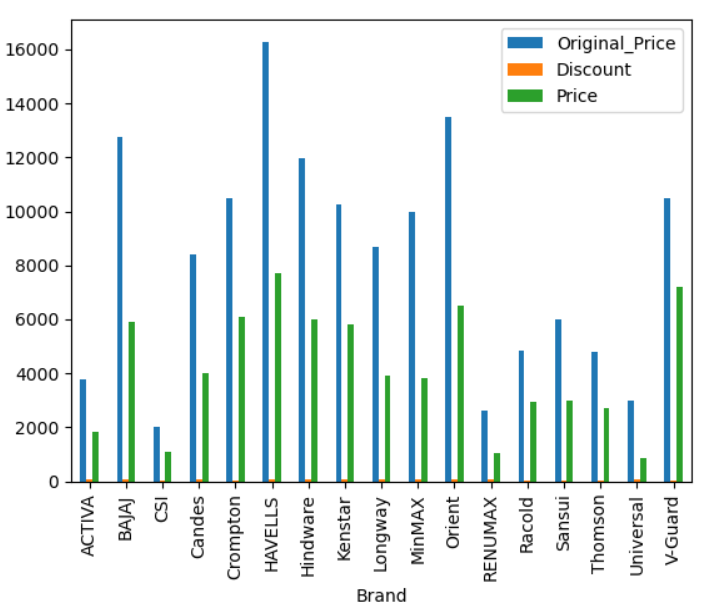 16000
14000
12000
10000
8000
6000
4000
2000
0
Original_Price
Discount
Price
ACTIVA
BAJAJ
CSI
Candes
Crompton
HAVELLS
Hindware
Kenstar
Longway
MinMAX
Orient
RENUMAX
Racold
Sansui
Thomson
Universal
V-Guard
Brand